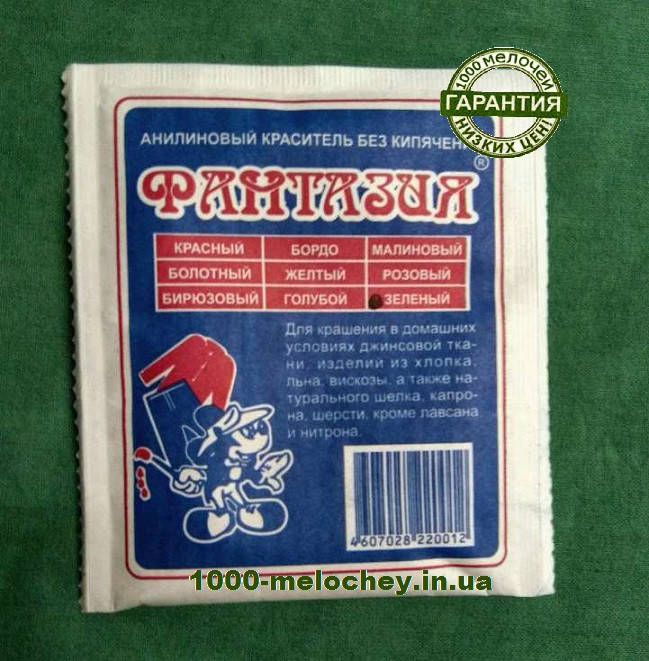 1000 МЕЛОЧЕЙ
ГАРАНТИЯ
НИЗКИХ ЦЕН!
АНИЛИНОВЫЙ КРАСИТЕЛЬ БЕЗ
ФАНТАЗИЯ ®
КРАСНЫЙ БОРДО МАЛИНОВЫЙ
БОЛОТНЫЙ ЖЕЛТЫЙ РОЗОВЫЙ
БИРЮЗОВЫЙ ГОЛУБОЙ ЗЕЛЕНЫЙ
Для крашения в домашних
условиях джинсовой тка-
ни, изделий из хлопка,
льна, вискозы, а также на-
турального шелка, капро-
на, шерсти, кроме лавсана
и нитрона.
4607028 220012
1000-melochey.in.ua